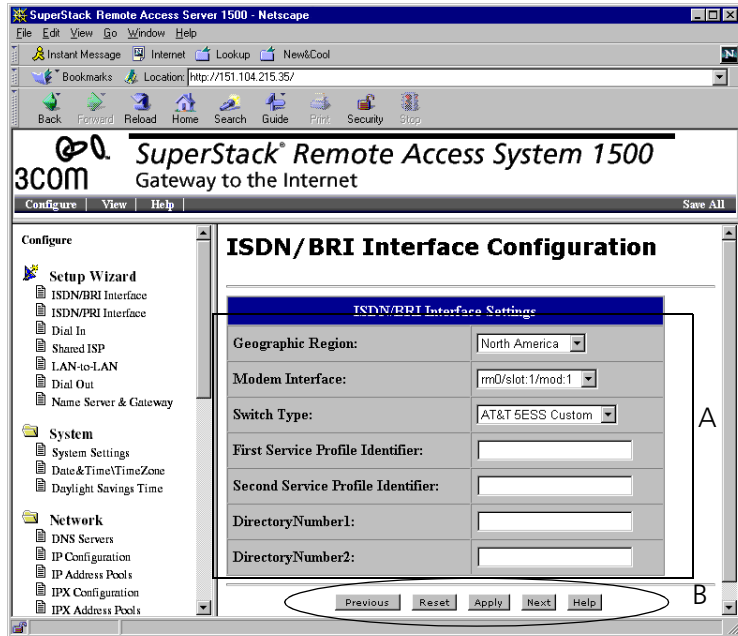 SuperStack Remote Access Server 1500 - Netscape
File Edit View Go Window Help
Instant Message Internet Lookup New&Cool
Bookmarks Location: http://151.104.215.35/
N
Back Forward Reload Home Search Guide Print Security Stop
3COM
SuperStack® Remote Access System 1500
Gateway to the Internet
Configure | View | Help | Save All
Configure
Setup Wizard
ISDN/BRI Interface
ISDN/PRI Interface
Dial In
Shared ISP
LAN-to-LAN
Dial Out
Name Server & Gateway
System
System Settings
Date&Time\TimeZone
Daylight Savings Time
Network
DNS Servers
IP Configuration
IP Address Pools
IPX Configuration
IPX Address Pools
ISDN/BRI Interface Configuration
ISDN/BRI Interface Settings
Geographic Region: North America
Modem Interface: rm0/slot:1/mod:1
Switch Type: AT&T 5ESS Custom
First Service Profile Identifier:
Second Service Profile Identifier:
DirectoryNumber1:
DirectoryNumber2:
A
Previous Reset Apply Next Help
B